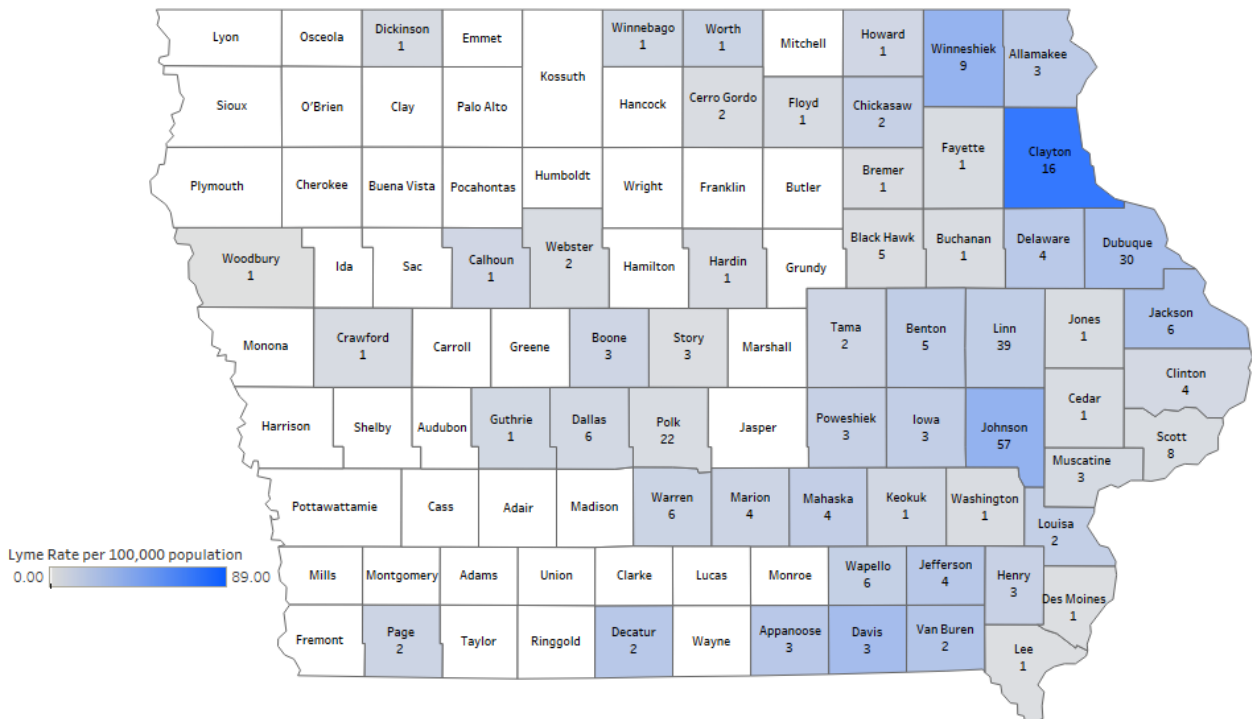 Lyon
Osceola
Dickinson
1
Emmet
Winnebago
1
Worth
1
Mitchell
Howard
1
Winneshiek
9
Allamakee
3
Kossuth
Sioux
O'Brien
Clay
Palo Alto
Hancock
Cerro Gordo
2
Floyd
1
Chickasaw
2
Fayette
1
Clayton
16
Plymouth
Cherokee
Buena Vista
Pocahontas
Humboldt
Wright
Franklin
Butler
Bremer
1
Woodbury
1
Ida
Sac
Calhoun
1
Webster
2
Hamilton
Hardin
1
Grundy
Black Hawk
5
Buchanan
1
Delaware
4
Dubuque
30
Monona
Crawford
1
Carroll
Greene
Boone
3
Story
3
Marshall
Tama
2
Benton
5
Linn
39
Jones
1
Jackson
6
Clinton
4
Harrison
Shelby
Audubon
Guthrie
1
Dallas
6
Polk
22
Jasper
Poweshiek
3
Iowa
3
Johnson
57
Cedar
1
Scott
8
Muscatine
3
Pottawattamie
Cass
Adair
Madison
Warren
6
Marion
4
Mahaska
4
Keokuk
1
Washington
1
Louisa
2
Lyme Rate per 100,000 population
0.00
89.00
Mills
Montgomery
Adams
Union
Clarke
Lucas
Monroe
Wapello
6
Jefferson
4
Henry
3
Des Moines
1
Fremont
Page
2
Taylor
Ringgold
Decatur
2
Wayne
Appanoose
3
Davis
3
Van Buren
2
Lee
1